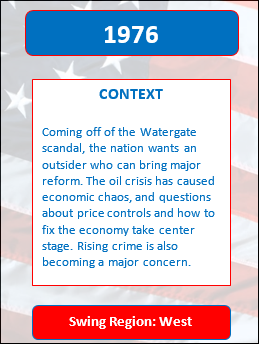 1976
CONTEXT
Coming off of the Watergate
scandal, the nation wants an
outsider who can bring major
reform. The oil crisis has caused
economic chaos, and questions
about price controls and how to
fix the economy take center
stage. Rising crime is also
becoming a major concern.
Swing Region: West